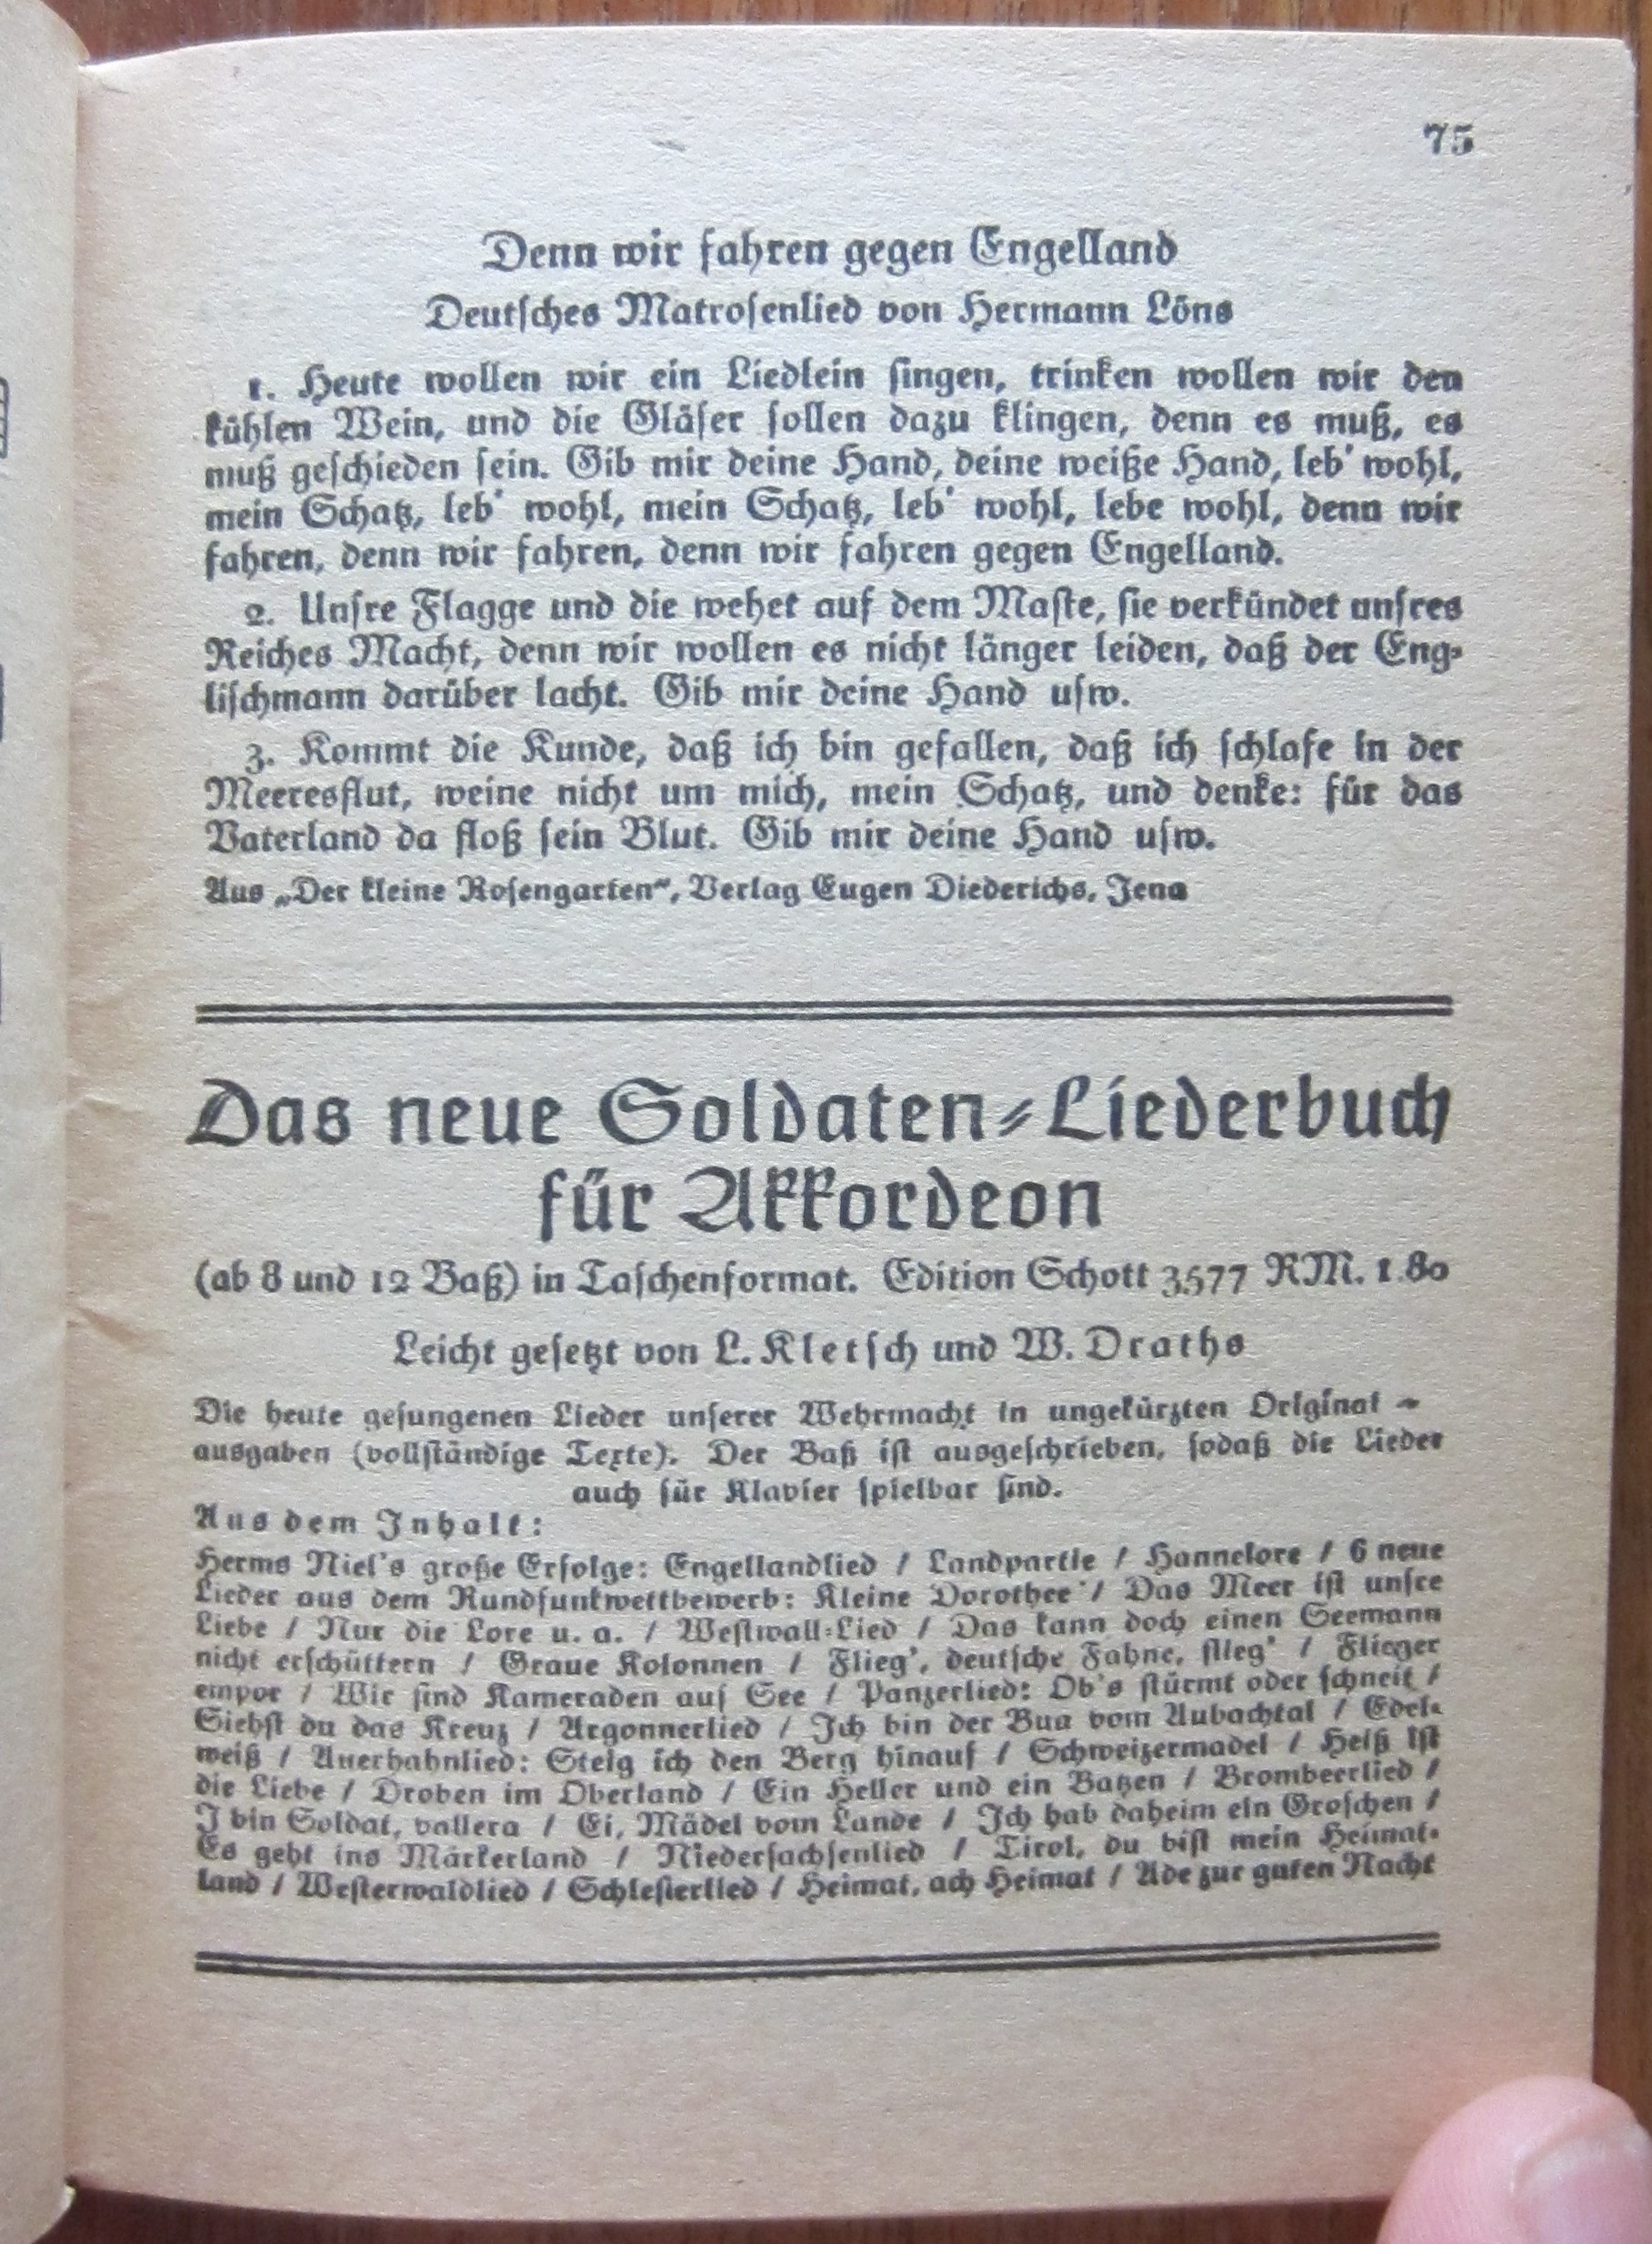 75
Denn wir fahren gegen Engelland
Deutsches Matrosenlied von Hermann Löns
1. Heute wollen wir ein Liedlein singen, trinken wollen wir den
kühlen Wein, und die Gläser sollen dazu klingen, denn es muß, es
muß geschieden sein. Gib mir deine Hand, deine weiße Hand, leb' wohl,
mein Schatz, leb' wohl, mein Schatz, leb' wohl, lebe wohl, denn wir
fahren, denn wir fahren, denn wir fahren gegen Engelland.
2. Unsre Flagge und die wehet auf dem Maste, sie verkündet unsres
Reiches Macht, denn wir wollen es nicht länger leiden, daß der Eng-
lischmann darüber lacht. Gib mir deine Hand usw.
3. Kommt die Kunde, daß ich bin gefallen, daß ich schlafe in der
Meeresflut, weine nicht um mich, mein Schatz, und denke: für das
Vaterland da floß sein Blut. Gib mir deine Hand usw.
Aus „Der kleine Rosengarten“, Verlag Eugen Diederichs, Jena
Das neue Soldaten-Liederbuch
für Akkordeon
(ab 8 und 12 Baß) in Taschenformat. Edition Schott 3577 RM. 1.80
Leicht gesetzt von L. Kletsch und W. Draths
Die heute gesungenen Lieder unserer Wehrmacht in ungekürzten Original-
ausgaben (vollständige Texte). Der Baß ist ausgeschrieben, sodaß die Lieder
auch für Klavier spielbar sind.
Aus dem Inhalt:
Herms Niel's große Erfolge: Engellandlied / Landpartie / Hannelore / 6 neue
Lieder aus dem Rundfunkwettbewerb: Kleine Dorothee / Das Meer ist unsre
Liebe / Nur die Lore u. a. / Westwall-Lied / Das kann doch einen Seemann
nicht erschüttern / Graue Kolonnen / Flieg', deutsche Fahne, flieg' / Flieger
empor / Wir sind Kameraden auf See / Panzerlied: Ob's stürmt oder schneit /
Siehst du das Kreuz / Argonnerlied / Ich bin der Bua vom Aubachtal / Edel-
weiß / Auerhahnlied: Steig ich den Berg hinauf / Schweizermadel / Heiß ist
die Liebe / Droben im Oberland / Ein Heller und ein Batzen / Brombeerlied /
I bin Soldat, vallera / Ei, Mädel vom Lande / Ich hab daheim ein Groschen /
Es geht ins Märkerland / Niedersachsenlied / Tirol, du bist mein Heimat-
land / Westerwaldlied / Schlesierlied / Heimat, ach Heimat / Ade zur guten Nacht